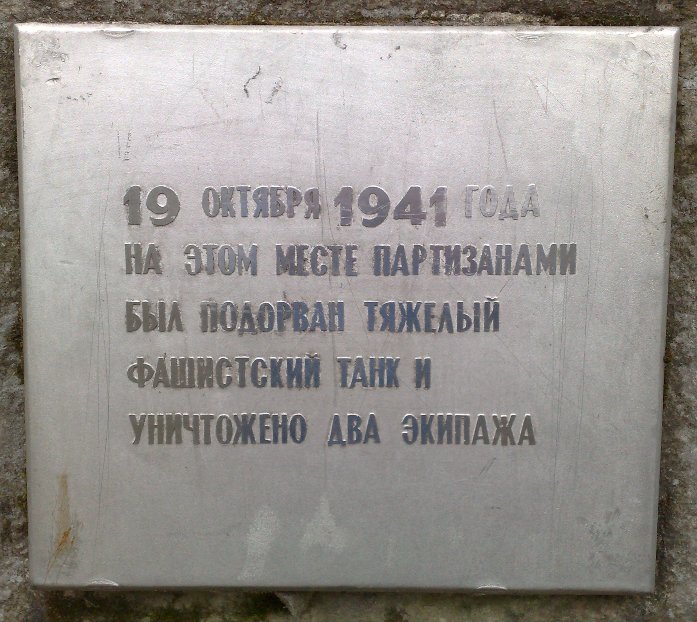 19 ОКТЯБРЯ 1941 ГОДА
НА ЭТОМ МЕСТЕ ПАРТИЗАНАМИ
БЫЛ ПОДОРВАН ТЯЖЕЛЫЙ
ФАШИСТСКИЙ ТАНК И
УНИЧТОЖЕНО ДВА ЭКИПАЖА